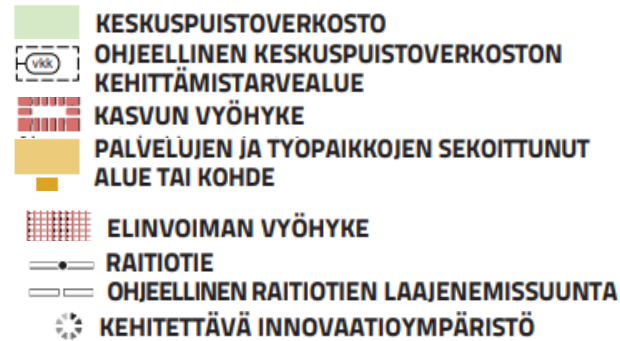 KESKUSPUISTOVERKOSTO
OHJEELLINEN KESKUSPUISTOVERKOSTON
vkk
KEHITTÄMISTARVEALUE
KASVUN VYÖHYKE
PALVELUJEN JA TYÖPAIKKOJEN SEKOITTUNUT
ALUE TAI KOHDE
ELINVOIMAN VYÖHYKE
RAITIOTIE
OHJEELLINEN RAITIOTIEN LAAJENEMISSUUNTA
KEHITETTÄVÄ INNOVAATIOYMPÄRISTÖ